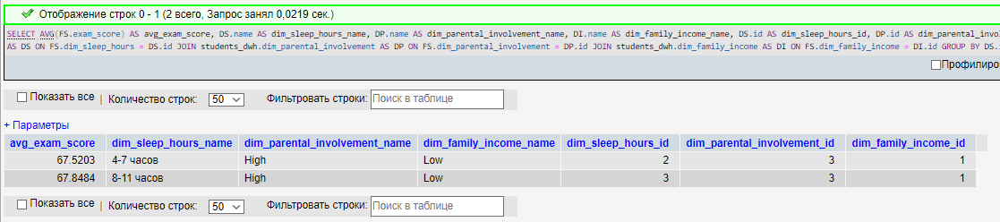 Отображение строк 0 - 1 (2 всего, Запрос занял 0,0219 сек.)
SELECT AVG(FS.exam_score) AS avg_exam_score, DS.name AS dim_sleep_hours_name, DP.name AS dim_parental_involvement_name, DI.name AS dim_family_income_name, DS.id AS dim_sleep_hours_id, DP.id AS dim_parental_invo
AS DS ON FS.dim_sleep_hours = DS.id JOIN students_dwh.dim_parental_involvement AS DP ON FS.dim_parental_involvement = DP.id JOIN students_dwh.dim_family_income AS DI ON FS.dim_family_income = DI.id GROUP BY DS.
Профилиров
Показать все | Количество строк: 50 Фильтровать строки: Поиск в таблице
+ Параметры
avg_exam_score dim_sleep_hours_name dim_parental_involvement_name dim_family_income_name dim_sleep_hours_id dim_parental_involvement_id dim_family_income_id
67.5203 4-7 часов High Low 2 3 1
67.8484 8-11 часов High Low 3 3 1
Показать все | Количество строк: 50 Фильтровать строки: Поиск в таблице